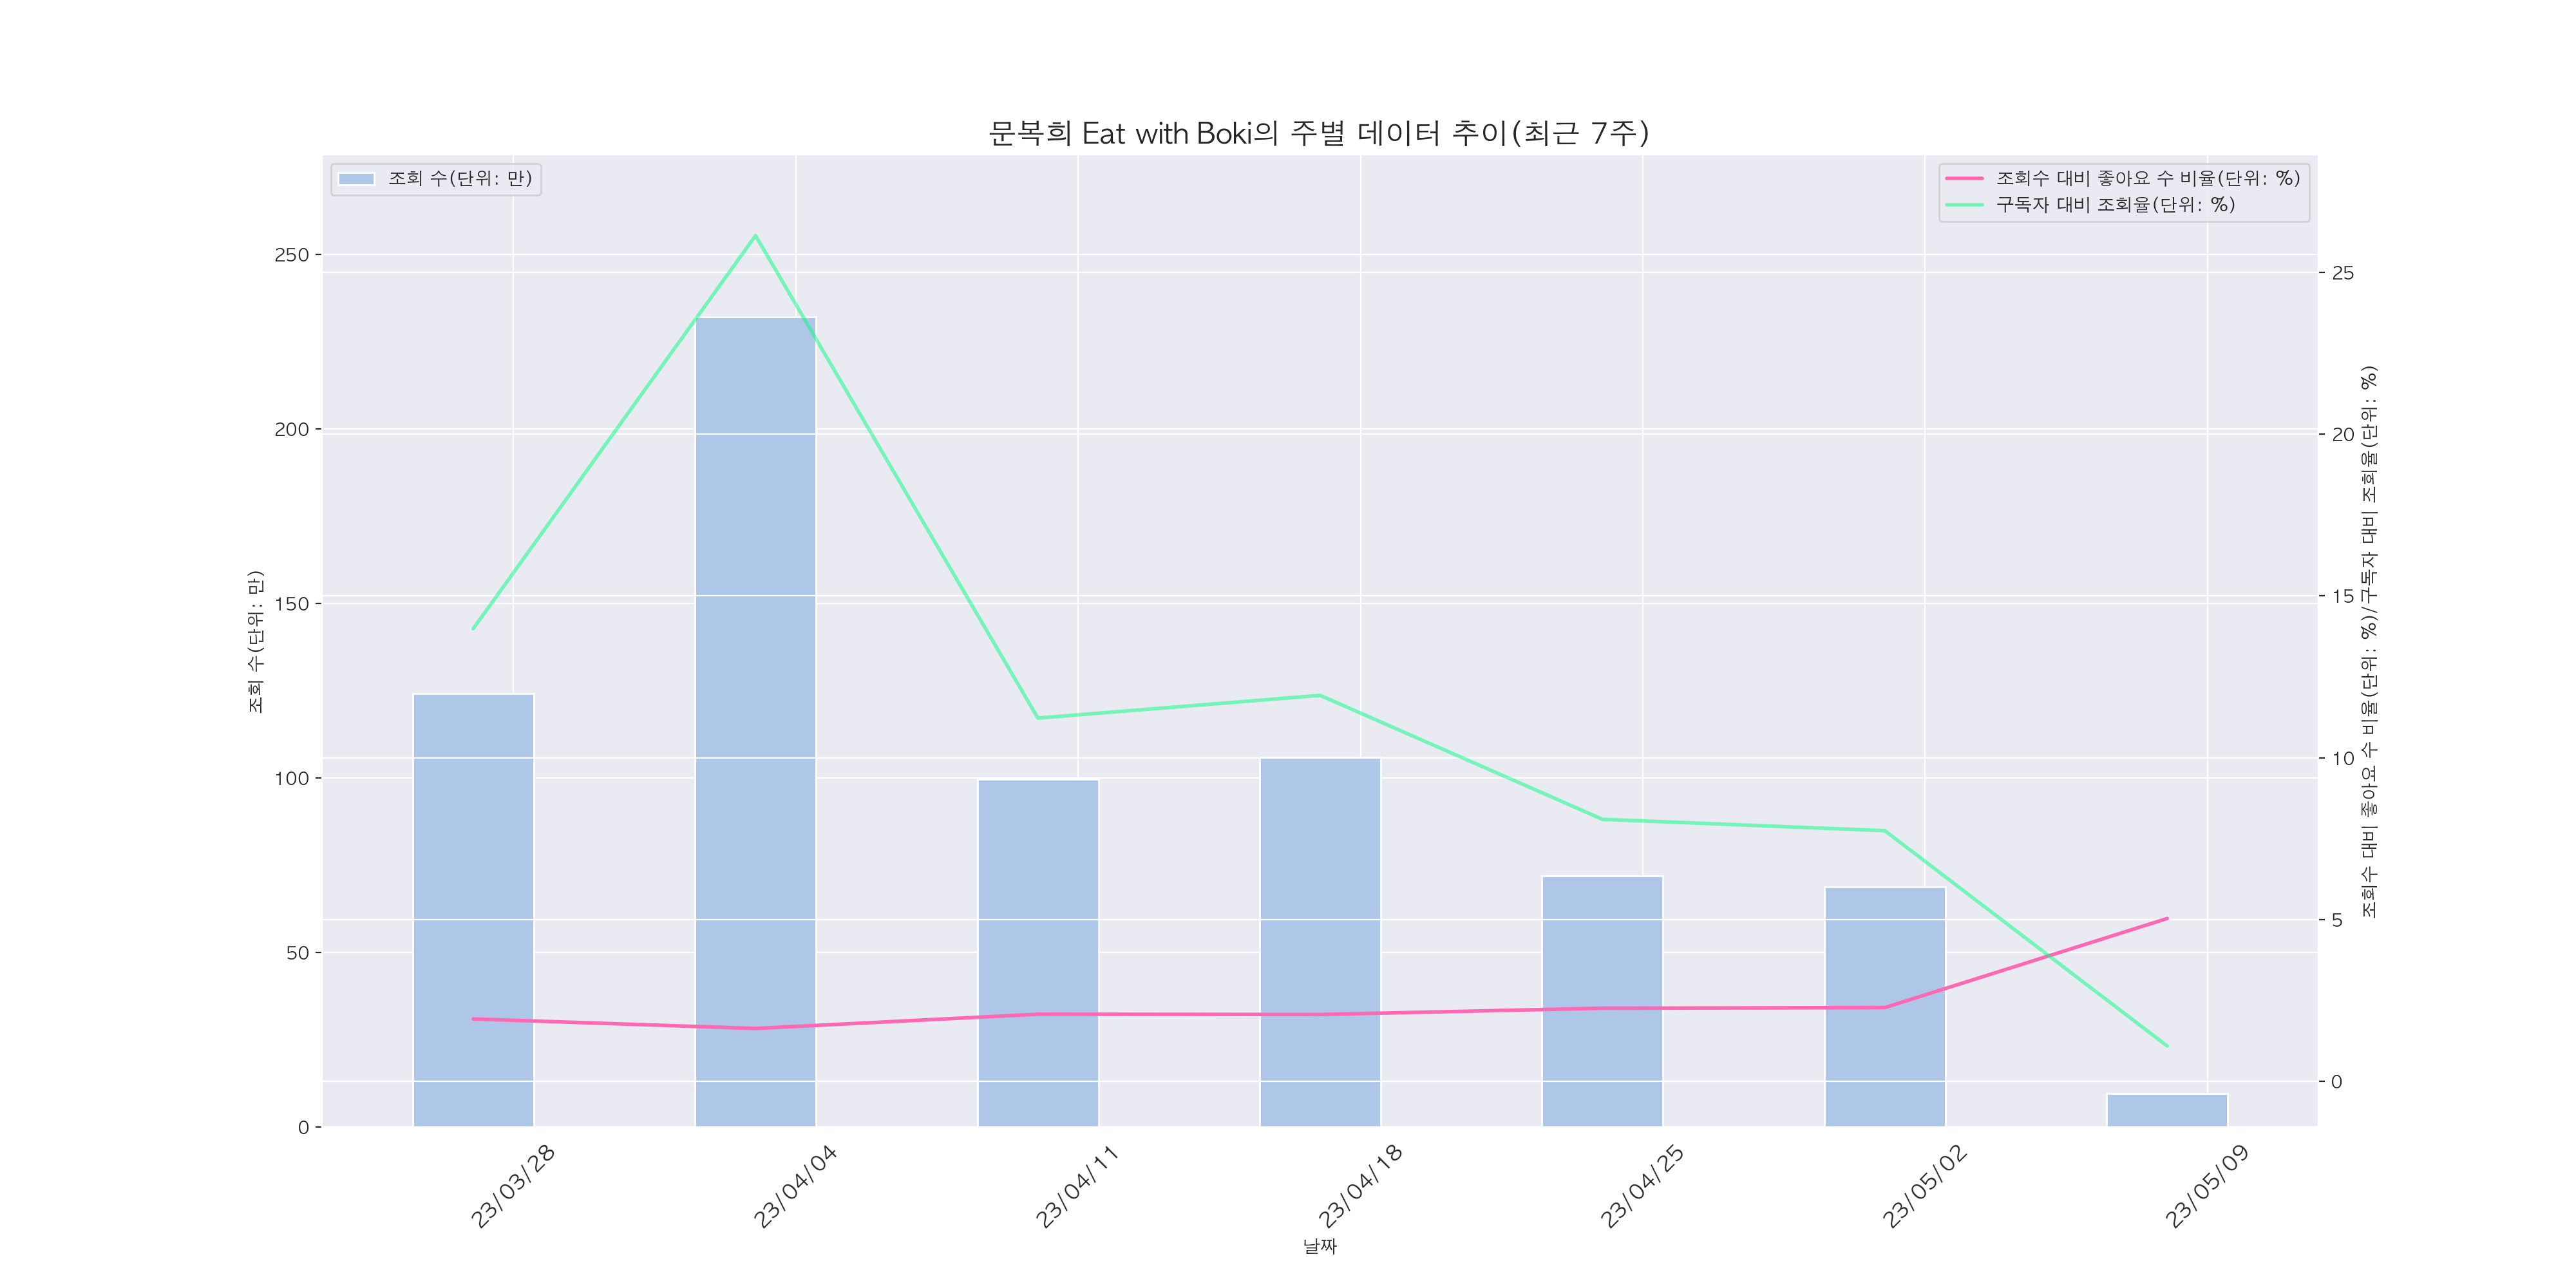 문복희 Eat with Boki의 주별 데이터 추이(최근 7주)
조회 수(단위: 만)
조회수 대비 좋아요 수 비율(단위: %)
구독자 대비 조회율(단위: %)
250
200
150
100
50
0
조회 수(단위: 만)
25
20
15
10
5
0
조회수 대비 좋아요 수 비율(단위: %)/구독자 대비 조회율(단위: %)
23/03/28
23/04/04
23/04/11
23/04/18
23/04/25
23/05/02
23/05/09
날짜